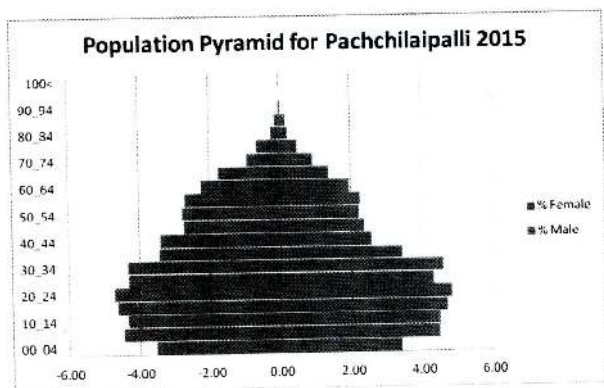 Population Pyramid for Pachchilaipalli 2015
100<
90_94
80_84
70_74
60_64
50_54
40_44
30_34
20_24
10_14
00_04
-6.00 -4.00 -2.00 0.00 2.00 4.00 6.00
% Female
% Male